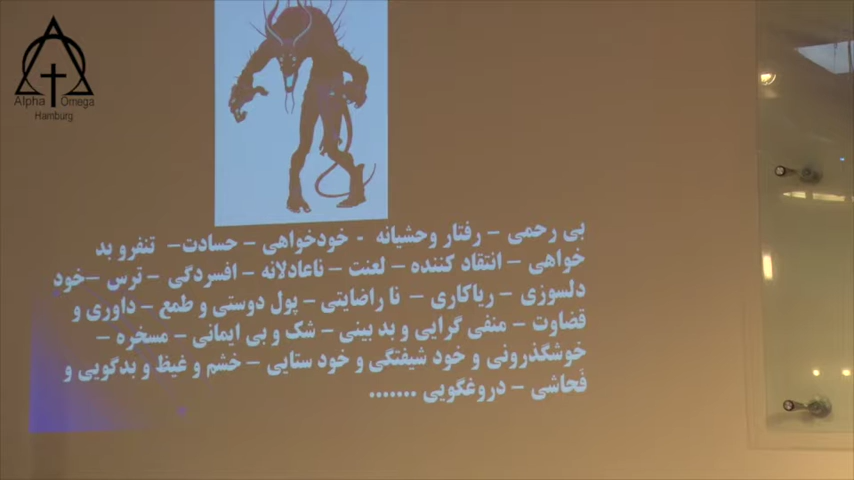 Alpha Omega
Hamburg
بی رحمی – رفتار وحشیانه - خودخواهی – حسادت– تنفرو بد
خواهی – انتقاد کننده – لعنت – ناعادلانه – افسردگی – ترس –خود
دلسوزی – ریاکاری – نا راضایتی – پول دوستی و طمع – داوری و
قضاوت – منفی گرایی و بد بینی – شک و بی ایمانی – مسخره –
خوشگذرونی و خود شیفتگی و خود ستایی – خشم و غیظ و بدگویی و
فَحاشی – دروغگویی .......